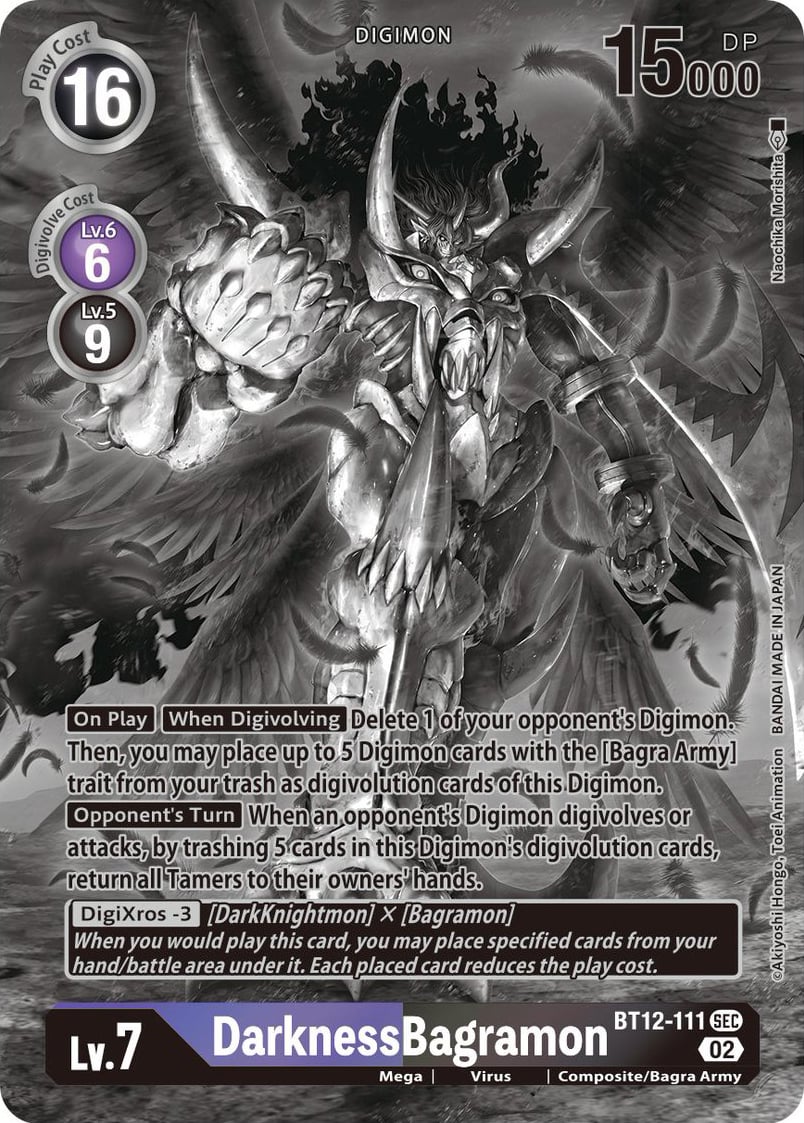 DIGIMON
Play Cost
16
15000
DP
Digivolve Cost
Lv.6
6
Lv.5
9
Naochika Morishita
On Play When Digivolving Delete 1 of your opponent's Digimon.
Then, you may place up to 5 Digimon cards with the [Bagra Army]
trait from your trash as digivolution cards of this Digimon.
Opponent's Turn When an opponent's Digimon digivolves or
attacks, by trashing 5 cards in this Digimon's digivolution cards,
return all Tamers to their owners' hands.
DigiXros -3 [DarkKnightmon] × [Bagramon]
When you would play this card, you may place specified cards from your
hand/battle area under it. Each placed card reduces the play cost.
©Akiyoshi Hongo, Toei Animation BANDAI MADE IN JAPAN
Lv.7
DarknessBagramon
BT12-111 SEC
02
Mega | Virus | Composite/Bagra Army